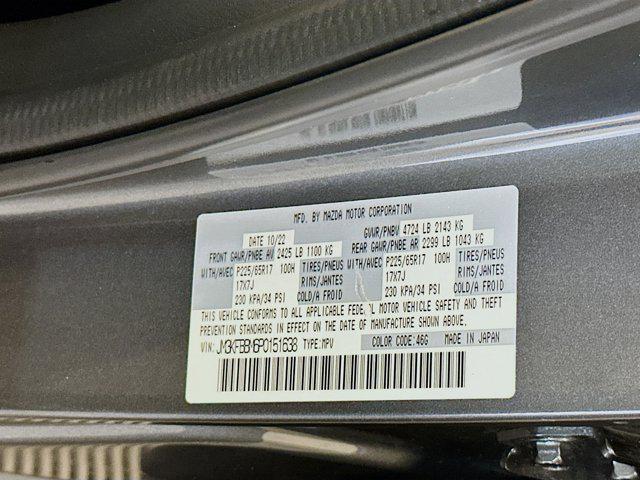 MFD. BY MAZDA MOTOR CORPORATION
DATE 10/22 GVWR/PNBV 4724 LB 2143 KG
FRONT GAWR/PNBE AV 2425 LB 1100 KG REAR GAWR/PNBE AR 2299 LB 1043 KG
WITH/AVEC P225/65R17 100H TIRES/PNEUS WITH/AVEC P225/65R17 100H TIRES/PNEUS
17X7J RIMS/JANTES 17X7J RIMS/JANTES
230 KPA/34 PSI COLD/A FROID 230 KPA/34 PSI COLD/A FROID
THIS VEHICLE CONFORMS TO ALL APPLICABLE FEDE L MOTOR VEHICLE SAFETY AND THEFT
PREVENTION STANDARDS IN EFFECT ON THE DATE OF MANUFACTURE SHOWN ABOVE.
VIN: JM3KFBBM6P0151638 TYPE:MPV COLOR CODE:46G MADE IN JAPAN